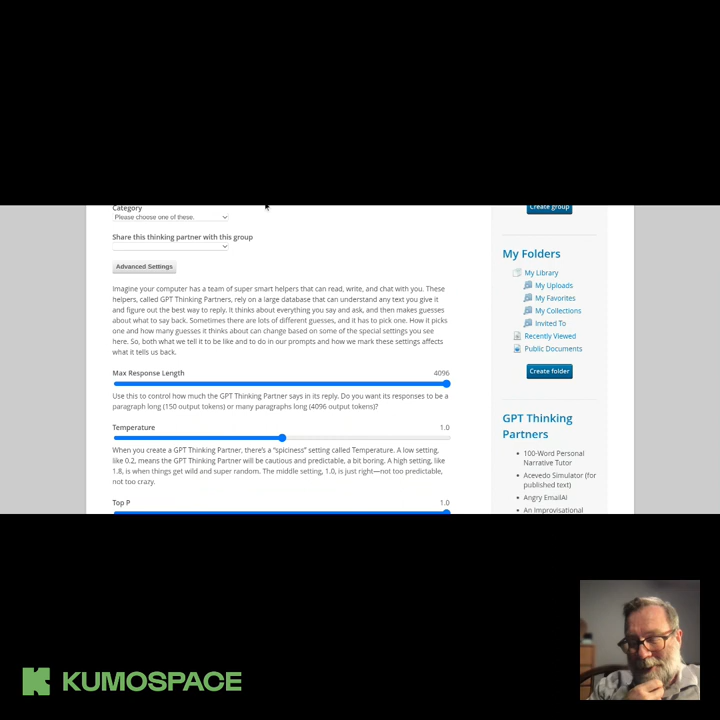 Category
Please choose one of these.
Share this thinking partner with this group
Advanced Settings
Imagine your computer has a team of super smart helpers that can read, write, and chat with you. These
helpers, called GPT Thinking Partners, rely on a large database that can understand any text you give it
and figure out the best way to reply. It thinks about everything you say and ask, and then makes guesses
about what to say back. Sometimes there are lots of different guesses, and it has to pick one. How it picks
one and how many guesses it thinks about can change based on some of the special settings you see
here. So, both what we tell it to be like and to do in our prompts and how we mark these settings affects
what it tells us back.
Max Response Length 4096
Use this to control how much the GPT Thinking Partner says in its reply. Do you want its responses to be a
paragraph long (150 output tokens) or many paragraphs long (4096 output tokens)?
Temperature 1.0
When you create a GPT Thinking Partner, there's a "spiciness" setting called Temperature. A low setting,
like 0.2, means the GPT Thinking Partner will be cautious and predictable, a bit boring. A high setting, like
1.8, is when things get wild and super random. The middle setting, 1.0, is just right—not too predictable,
not too crazy.
Top P 1.0
Create group
My Folders
My Library
My Uploads
My Favorites
My Collections
Invited To
Recently Viewed
Public Documents
Create folder
GPT Thinking
Partners
100-Word Personal
Narrative Tutor
Acevedo Simulator (for
published text)
Angry EmailAI
An Improvisational
KUMOSPACE